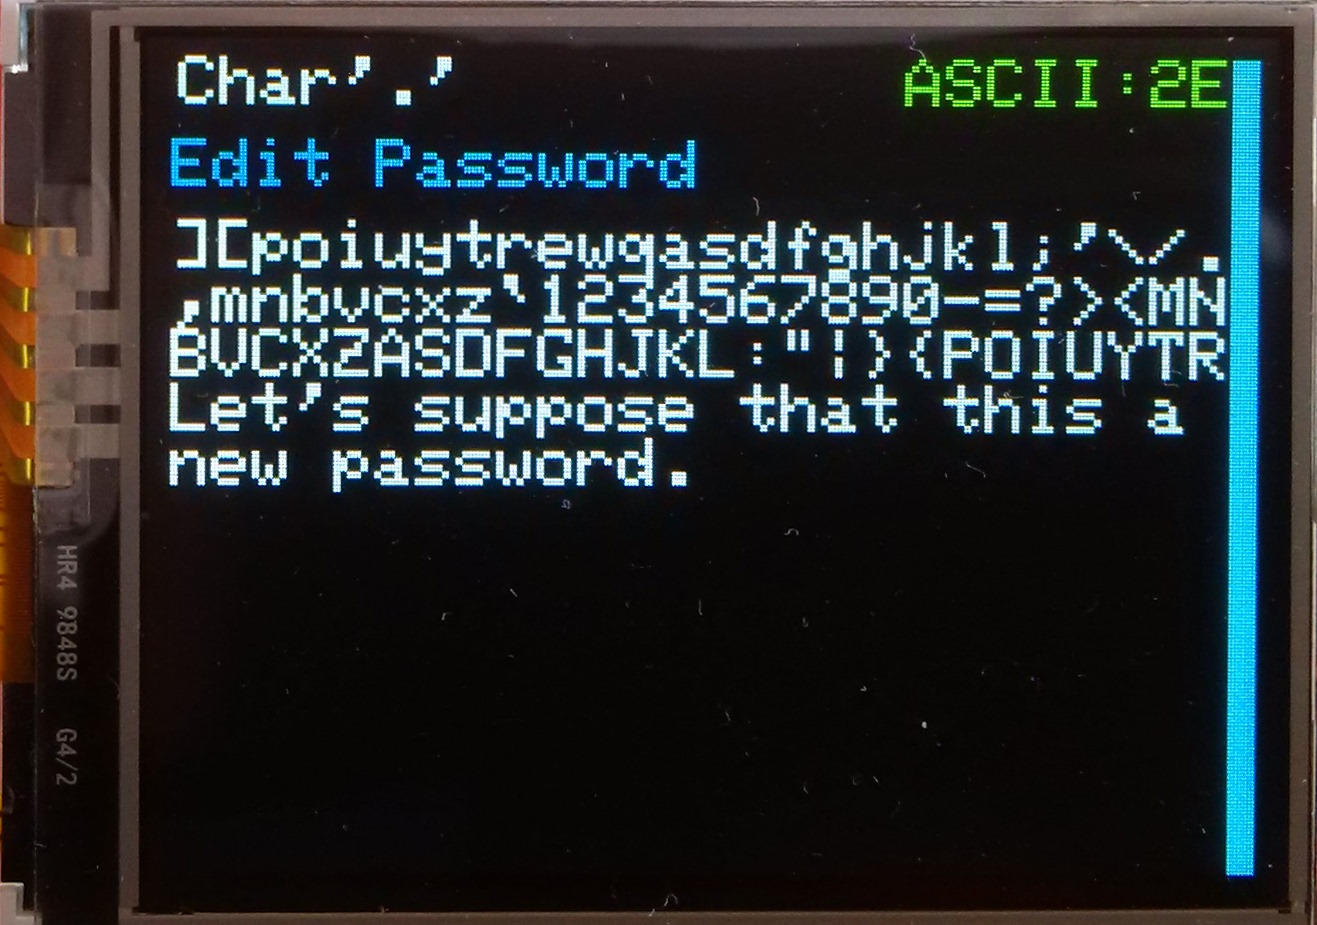 Char'.'
ASCII:2E
Edit Password
][poiuytrewqasdfghjkl;'\/.
,mnbvcxz`1234567890-=?><MN
BVCXZASDFGHJKL:"|}{POIUYTR
Let's suppose that this a
new password.
HR4 9848S G4/2